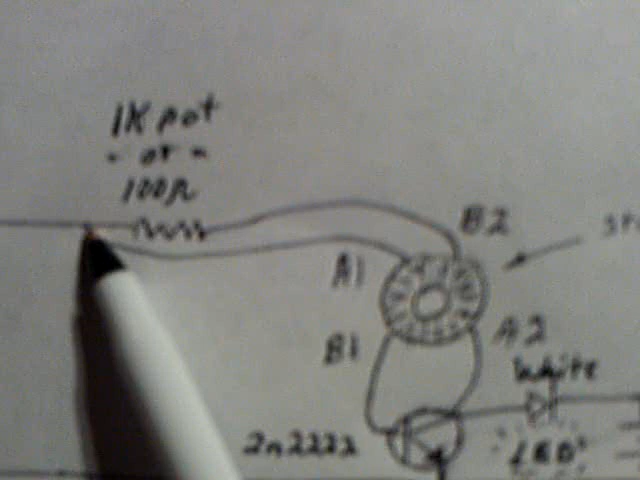 1K pot
- or -
100Ω
B2
A1
A2
B1
White
2n2222
LED